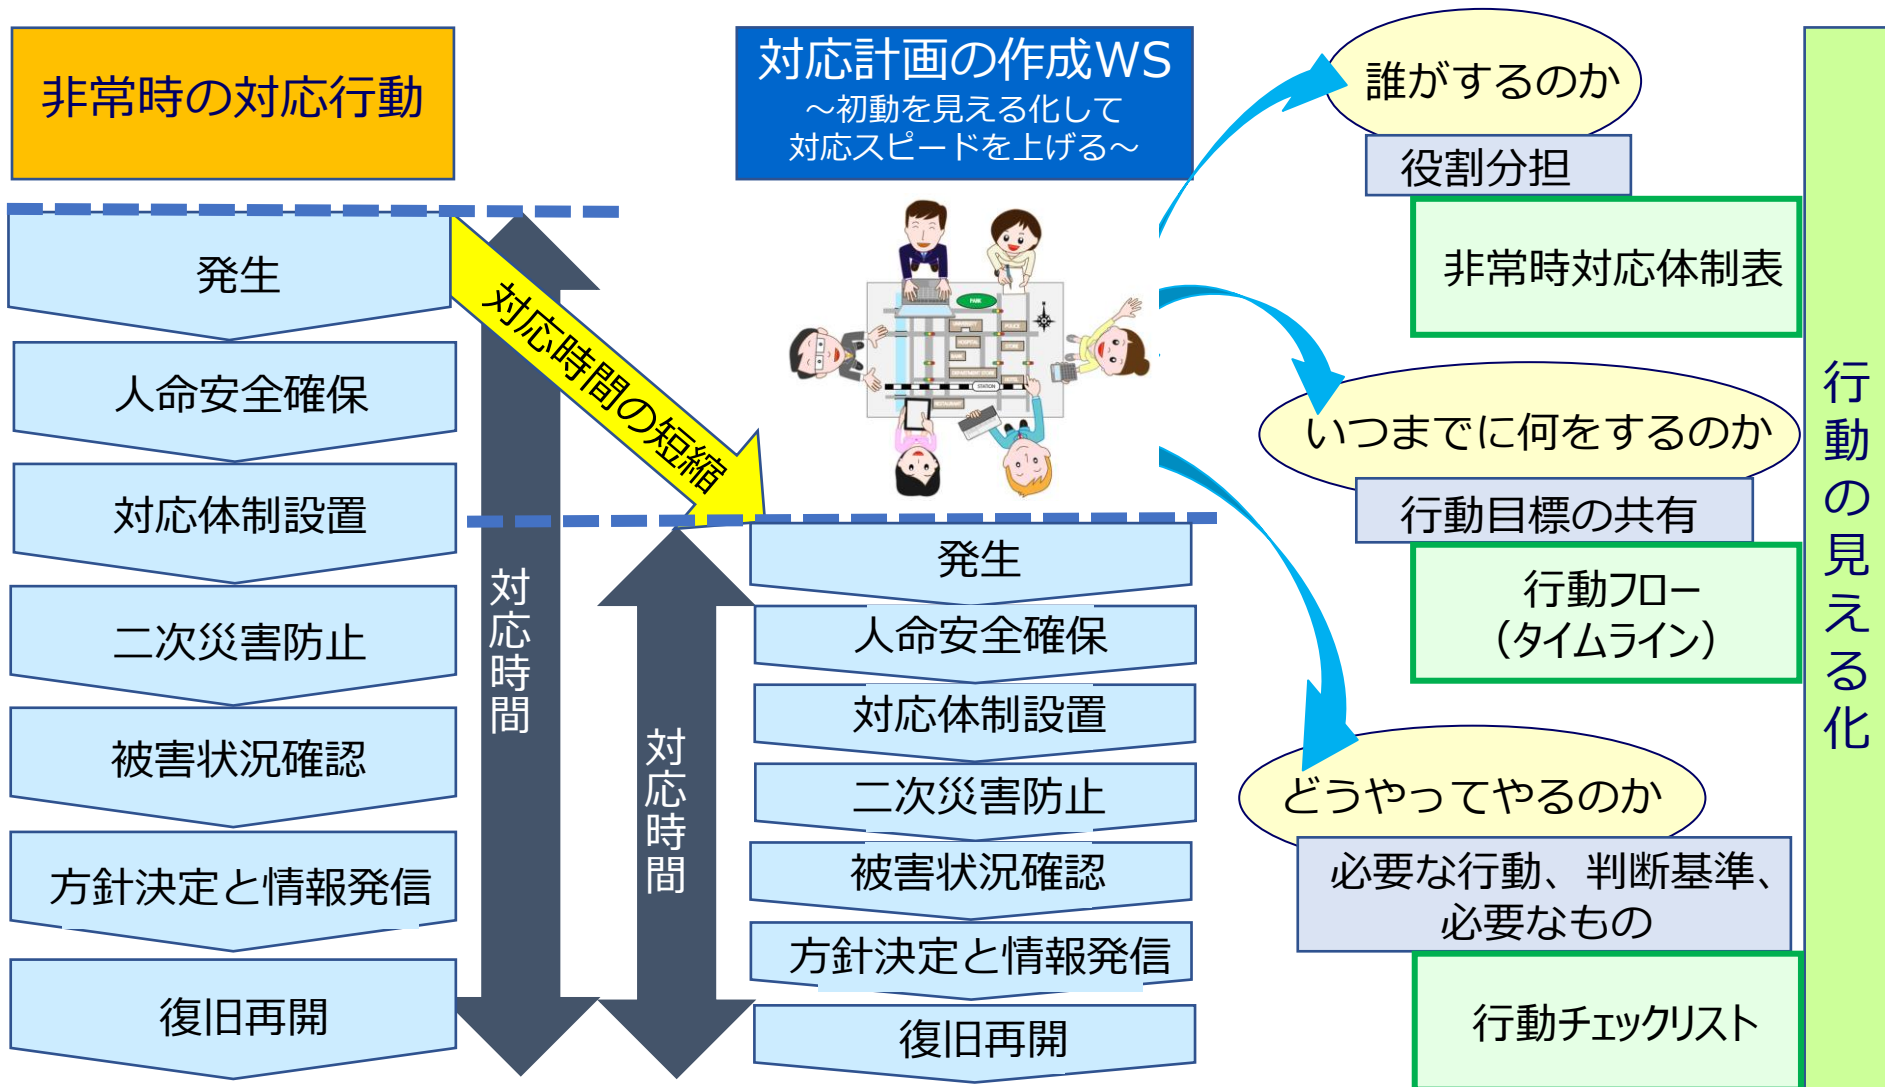 非常時の対応行動
発生
人命安全確保
対応体制設置
二次災害防止
被害状況確認
方針決定と情報発信
復旧再開
対応時間
対応時間の短縮
対応時間
対応計画の作成WS
～初動を見える化して
対応スピードを上げる～
PARK
UNIVERSITY
POLICE
HOSPITAL
STORE
BANK
DEPARTMENT STORE
HOTEL
STATION
RESTAURANT
発生
人命安全確保
対応体制設置
二次災害防止
被害状況確認
方針決定と情報発信
復旧再開
誰がするのか
役割分担
非常時対応体制表
いつまでに何をするのか
行動目標の共有
行動フロー
（タイムライン）
どうやってやるのか
必要な行動、判断基準、
必要なもの
行動チェックリスト
行動の見える化